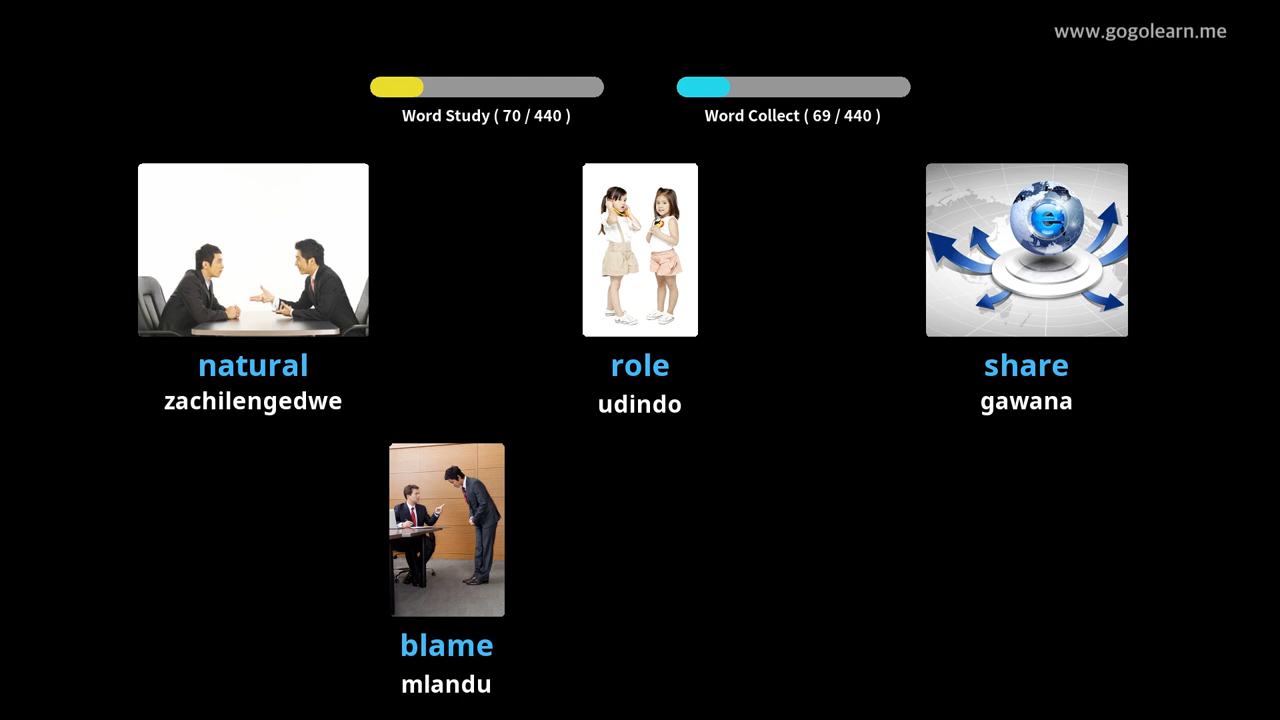 www.gogolearn.me
Word Study ( 70 / 440 )
Word Collect ( 69 / 440 )
natural
zachilengedwe
role
udindo
share
gawana
blame
mlandu